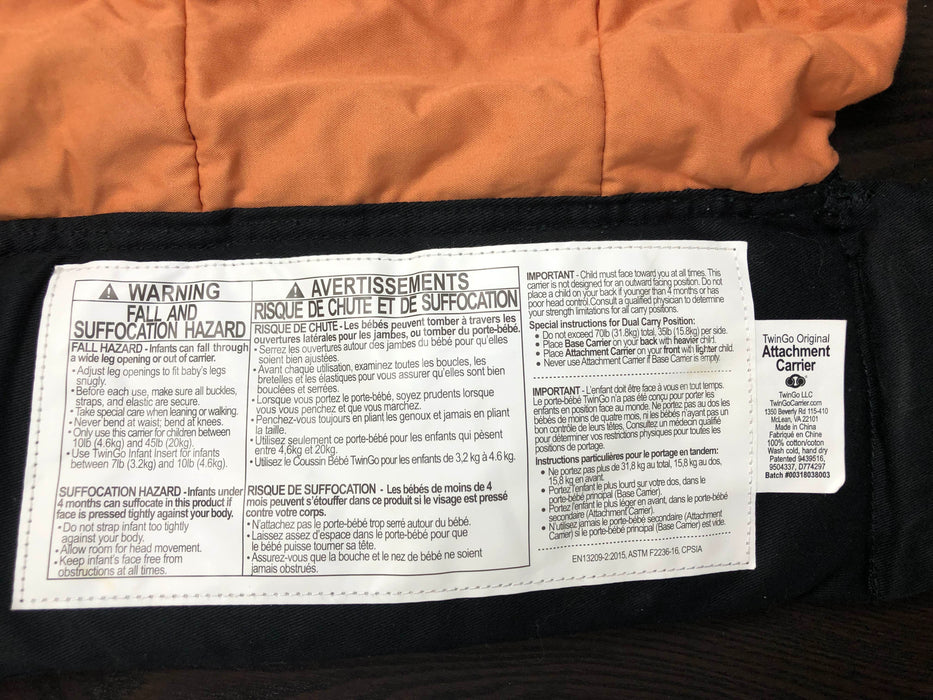 WARNING
FALL AND
SUFFOCATION HAZARD
FALL HAZARD - Infants can fall through
a wide leg opening or out of carrier.
• Adjust leg openings to fit baby's legs
snugly.
• Before each use, make sure all buckles,
straps, and elastic are secure.
• Take special care when leaning or walking.
• Never bend at waist; bend at knees.
• Only use this carrier for children between
10lb (4.6kg) and 45lb (20kg).
• Use TwinGo Infant Insert for infants
between 7lb (3.2kg) and 10lb (4.6kg).
SUFFOCATION HAZARD - Infants under
4 months can suffocate in this product if
face is pressed tightly against your body.
• Do not strap infant too tightly
against your body.
• Allow room for head movement.
• Keep infant's face free from
obstructions at all times.
AVERTISSEMENTS
RISQUE DE CHUTE ET DE SUFFOCATION
RISQUE DE CHUTE - Les bébés peuvent tomber à travers les
ouvertures latérales pour les jambes, ou tomber du porte-bébé.
• Serrez les ouvertures autour des jambes du bébé pour qu'elles
soient bien ajustées.
• Avant chaque utilisation, examinez toutes les boucles, les
bretelles et les élastiques pour vous assurer qu'elles sont bien
bouclées et serrées.
• Lorsque vous portez le porte-bébé, soyez prudents lorsque
vous vous penchez et que vous marchez.
• Penchez-vous toujours en pliant les genoux et jamais en pliant
la taille.
• Utilisez seulement ce porte-bébé pour les enfants qui pèsent
entre 4,6kg et 20kg.
• Utilisez le Coussin Bébé TwinGo pour les enfants de 3,2 kg à 4.6 kg.
RISQUE DE SUFFOCATION - Les bébés de moins de 4
mois peuvent s'étouffer dans ce produit si le visage est pressé
contre votre corps.
• N'attachez pas le porte-bébé trop serré autour du bébé.
• Laissez assez d'espace dans le porte-bébé pour que
le bébé puisse tourner sa tête.
• Assurez-vous que la bouche et le nez de bébé ne soient
jamais obstrués.
IMPORTANT - Child must face toward you at all times. This
carrier is not designed for an outward facing position. Do not
place a child on your back if younger than 4 months or has
poor head control. Consult a qualified physician to determine
your strength limitations for all carry positions.
Special instructions for Dual Carry Position:
• Do not exceed 70lb (31.8kg) total, 35lb (15.8kg) per side.
• Place Base Carrier on your back with heavier child.
• Place Attachment Carrier on your front with lighter child.
• Never use Attachment Carrier if Base Carrier is empty.
IMPORTANT - L'enfant doit être face à vous en tout temps.
Le porte-bébé TwinGo n'a pas été conçu pour porter les
enfants en position face au monde. Ne portez pas au dos les
bébés de moins de quatre mois, ni les bébés n'ayant pas un
bon contrôle de leurs têtes. Consultez un médecin qualifié
pour déterminer vos restrictions physiques pour toutes les
positions de portage.
Instructions particulières pour le portage en tandem:
• Ne portez pas plus de 31,8 kg au total, 15,8 kg au dos,
15,8 kg en avant.
• Portez l'enfant le plus lourd sur votre dos, dans le
porte-bébé principal (Base Carrier).
• Portez l'enfant le plus léger en avant, dans le porte-bébé
secondaire (Attachment Carrier).
• N'utilisez jamais le porte-bébé secondaire (Attachment
Carrier) si le porte-bébé principal (Base Carrier) est vide.
EN13209-2:2015, ASTM F2236-16, CPSIA
TwinGo Original
Attachment
Carrier
TwinGo LLC
TwinGoCarrier.com
1350 Beverly Rd 115-410
McLean, VA 22101
Made in China
Fabriqué en Chine
100% cotton/coton
Wash cold, hang dry
Patented 9439516,
9504337, D774297
Batch #00318038003